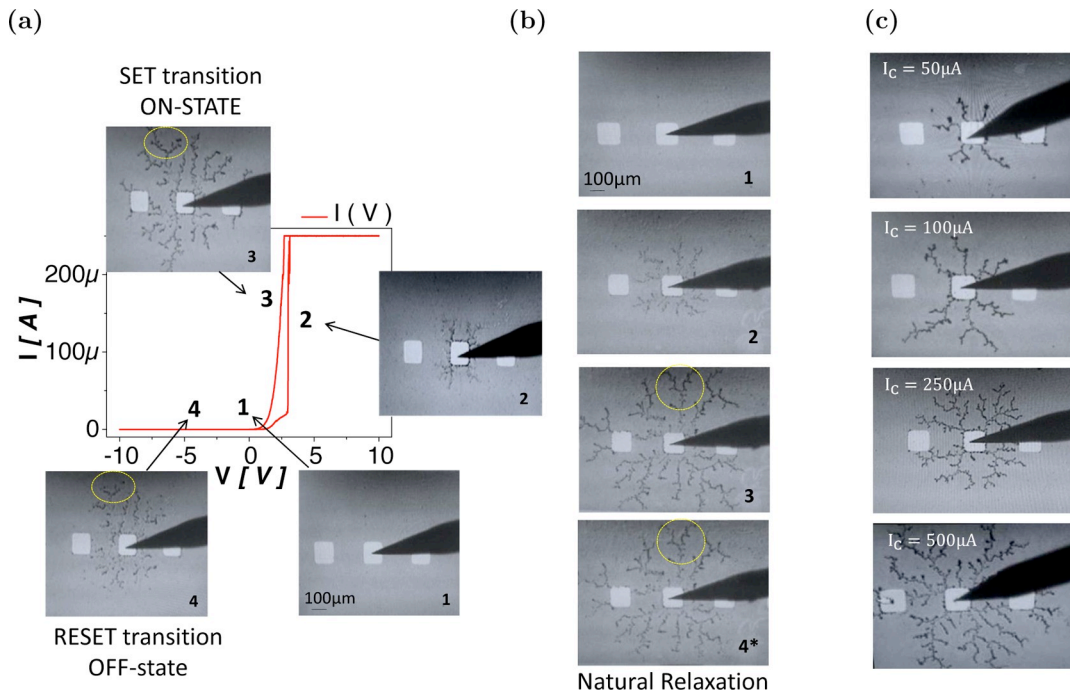 (a)
SET transition
ON-STATE
3
I ( V )
200µ
100µ
0
I [ A ]
3
2
2
4
1
-10
-5
0
5
10
V [ V ]
4
100µm
1
RESET transition
OFF-state
(b)
100µm
1
2
3
4*
Natural Relaxation
(c)
I_C = 50µA
I_C = 100µA
I_C = 250µA
I_C = 500µA